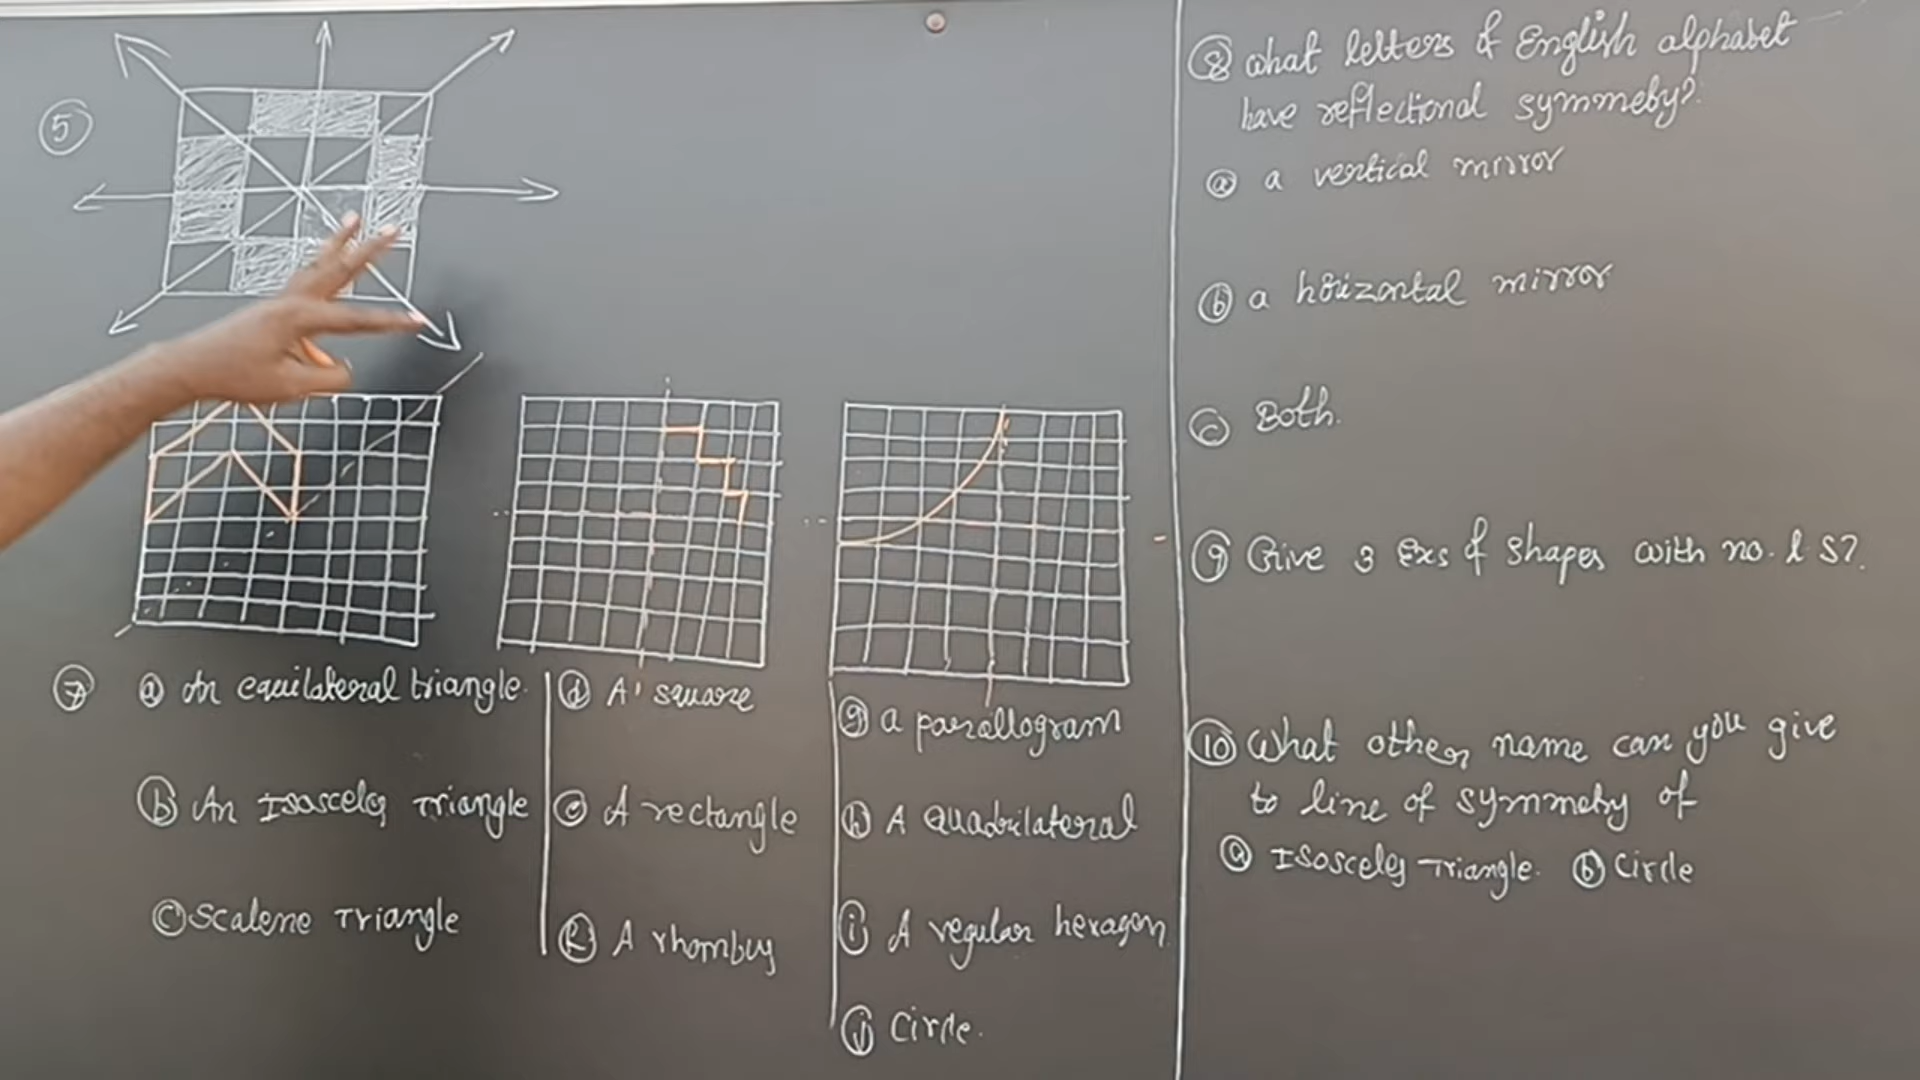 5
7 a An equilateral triangle.
b An Isosceles Triangle
c Scalene Triangle
d A square
e A rectangle
A rhombus
g a parallogram
h A Quadrilateral
i A regular hexagon
j Circle.
8 what letters of English alphabet
have reflectional symmety?
a a vertical mirror
b a horizontal mirror
c Both.
9 Give 3 Exs of Shapes with no. l s?.
10 What other name can you give
to line of symmetry of
a Isosceles Triangle. b Circle